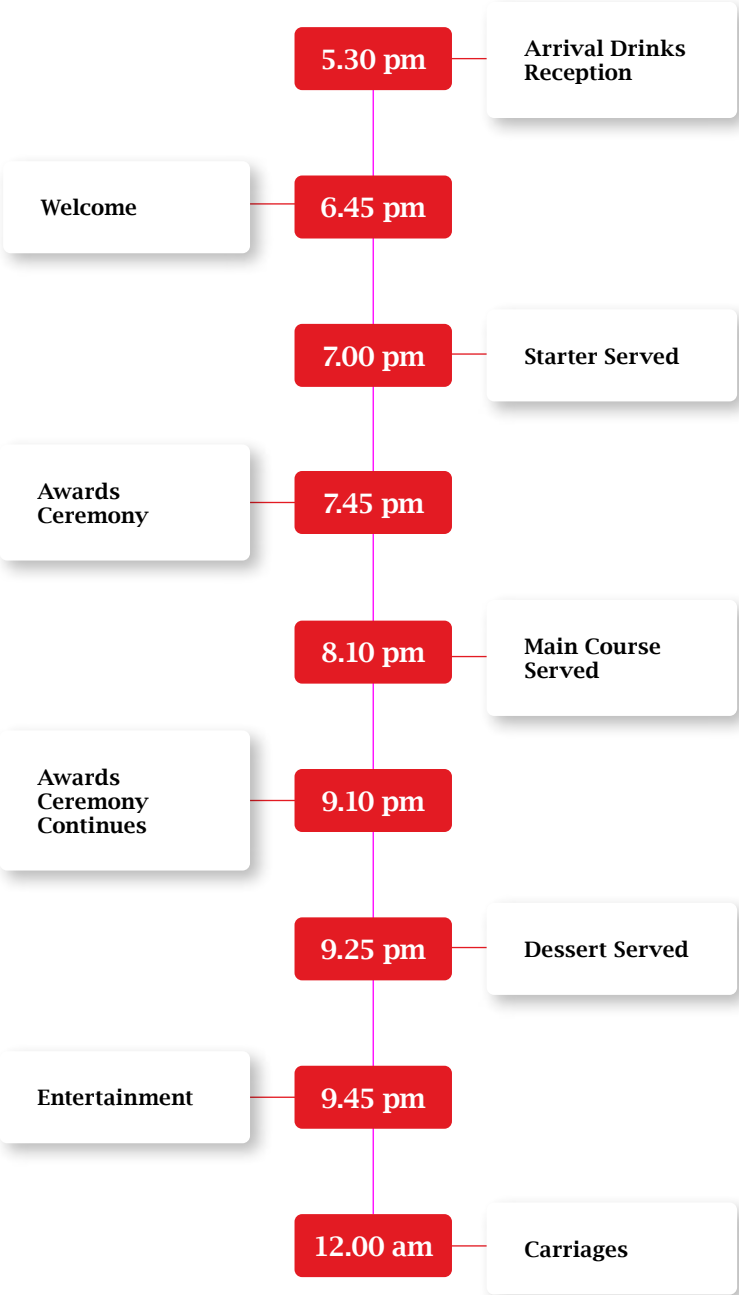 5.30 pm
Arrival Drinks
Reception
Welcome
6.45 pm
7.00 pm
Starter Served
Awards
Ceremony
7.45 pm
8.10 pm
Main Course
Served
Awards
Ceremony
Continues
9.10 pm
9.25 pm
Dessert Served
Entertainment
9.45 pm
12.00 am
Carriages